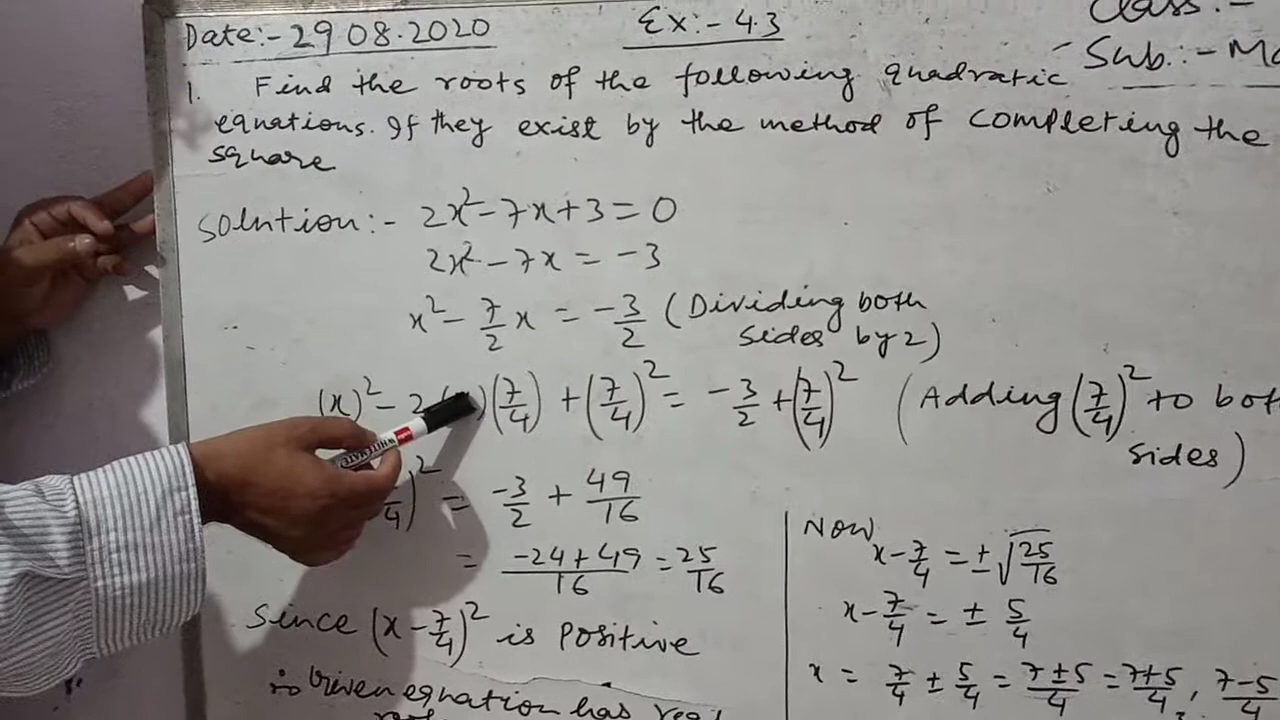 Date:- 29 08.2020
Ex:- 4.3
Class:-
Sub:-
1. Find the roots of the following quadratic
equations. If they exist by the method of completing the
square
Solution:- 2x² - 7x + 3 = 0
2x² - 7x = -3
x² - 7/2 x = -3/2 (Dividing both
sides by 2)
(x)² - 2 (7/4) + (7/4)² = -3/2 + (7/4)² (Adding (7/4)² to
sides)
)² = -3/2 + 49/16
= -24+49/16 = 25/16
Since (x - 7/4)² is Positive
∴ Given equation has
Now
x - 7/4 = ± √25/16
x - 7/4 = ± 5/4
x = 7/4 ± 5/4 = 7±5/4 = 7+5/4, 7-5/4
WHITEMATE